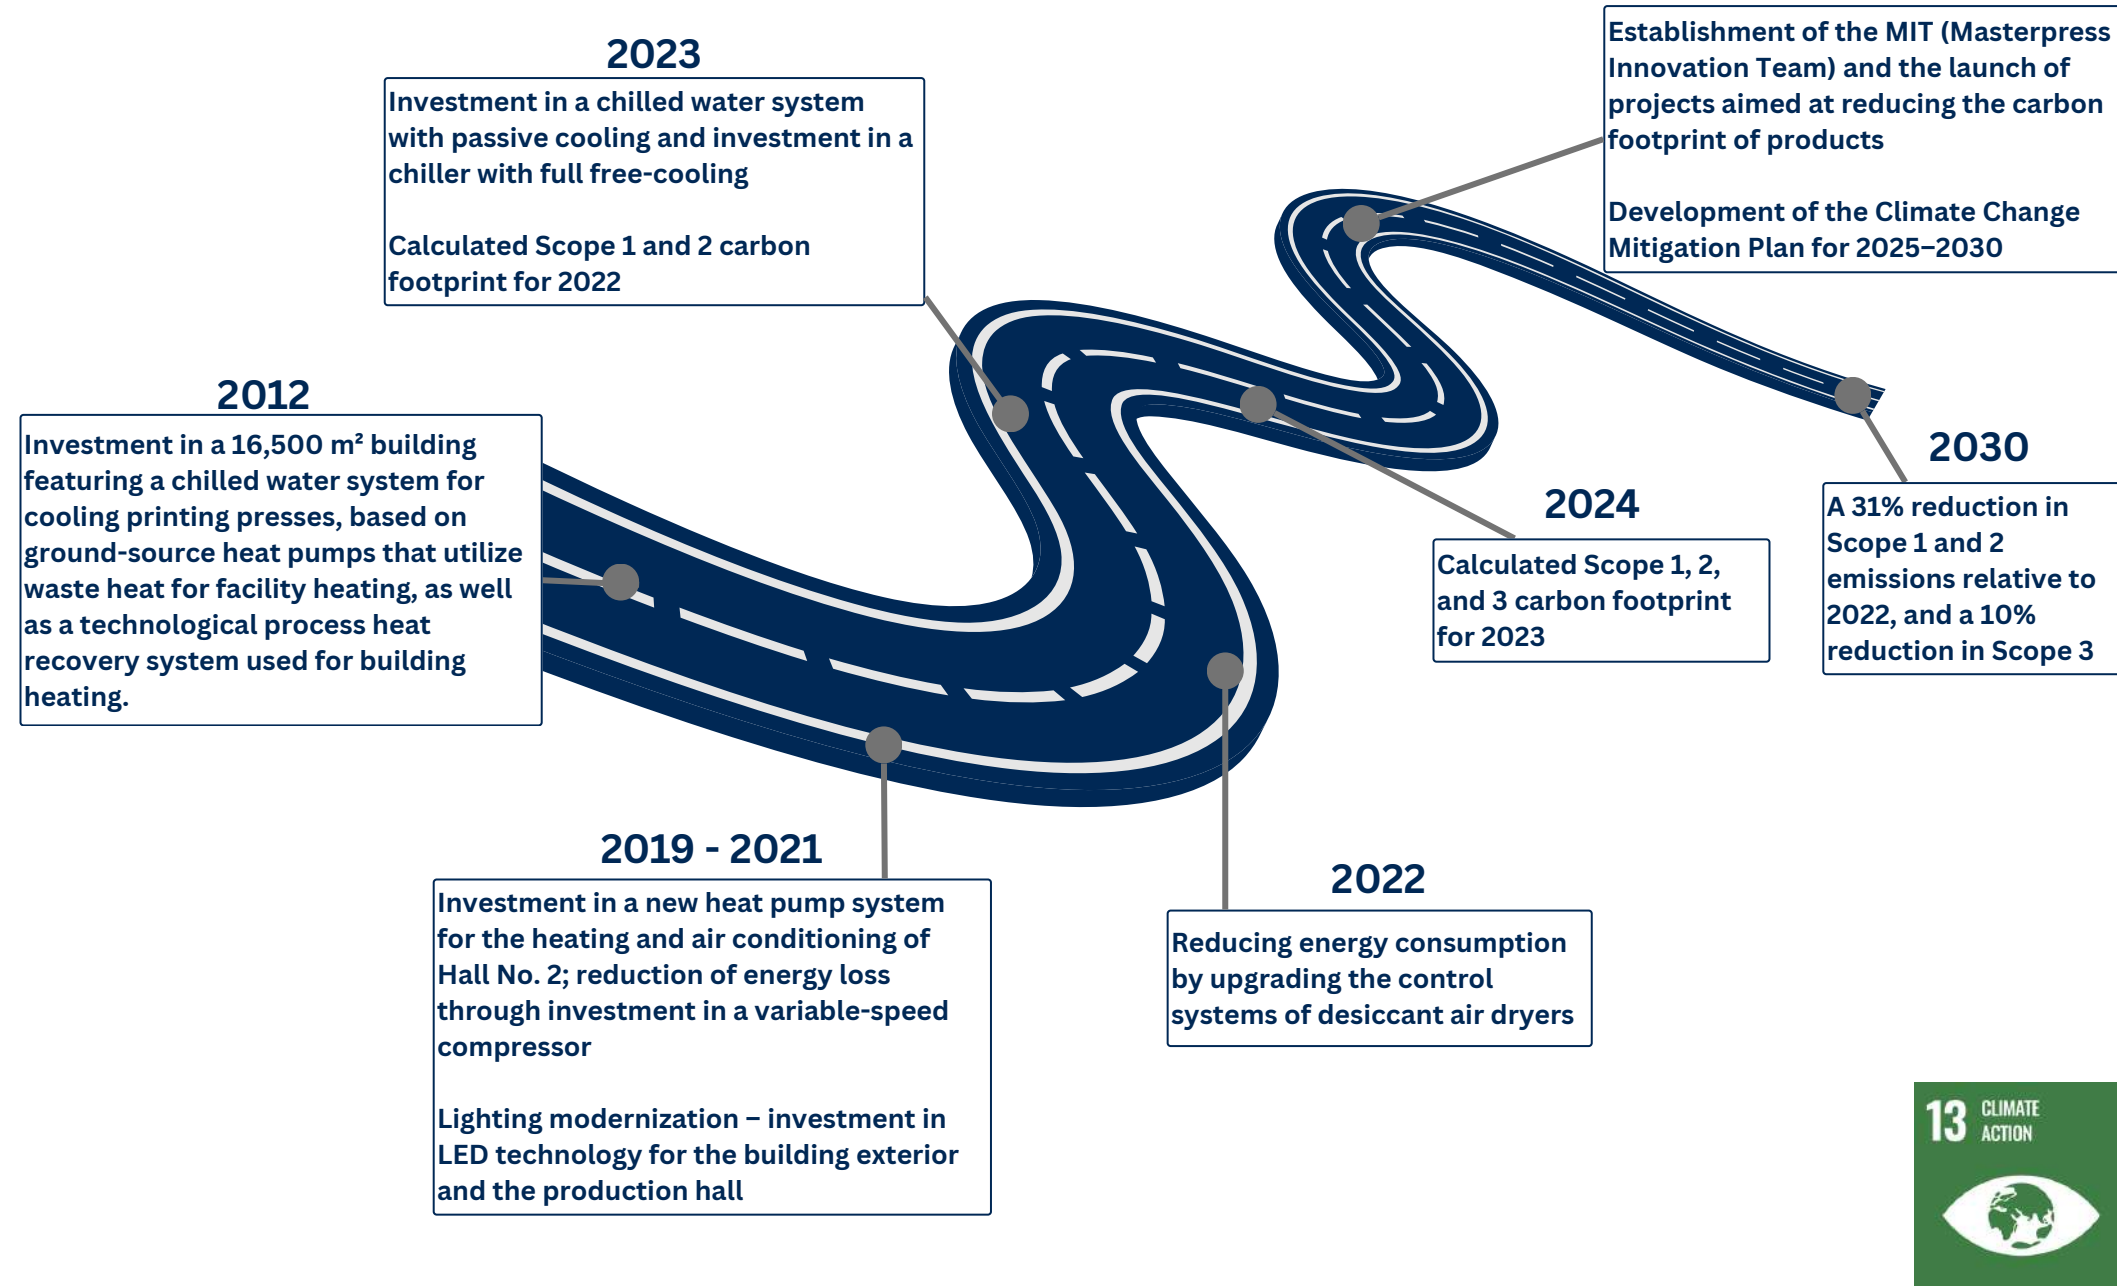 2012
Investment in a 16,500 m² building
featuring a chilled water system for
cooling printing presses, based on
ground-source heat pumps that utilize
waste heat for facility heating, as well
as a technological process heat
recovery system used for building
heating.
2019 - 2021
Investment in a new heat pump system
for the heating and air conditioning of
Hall No. 2; reduction of energy loss
through investment in a variable-speed
compressor
Lighting modernization – investment in
LED technology for the building exterior
and the production hall
2022
Reducing energy consumption
by upgrading the control
systems of desiccant air dryers
2023
Investment in a chilled water system
with passive cooling and investment in a
chiller with full free-cooling
Calculated Scope 1 and 2 carbon
footprint for 2022
2024
Calculated Scope 1, 2,
and 3 carbon footprint
for 2023
Establishment of the MIT (Masterpress
Innovation Team) and the launch of
projects aimed at reducing the carbon
footprint of products
Development of the Climate Change
Mitigation Plan for 2025–2030
2030
A 31% reduction in
Scope 1 and 2
emissions relative to
2022, and a 10%
reduction in Scope 3
13 CLIMATE
ACTION